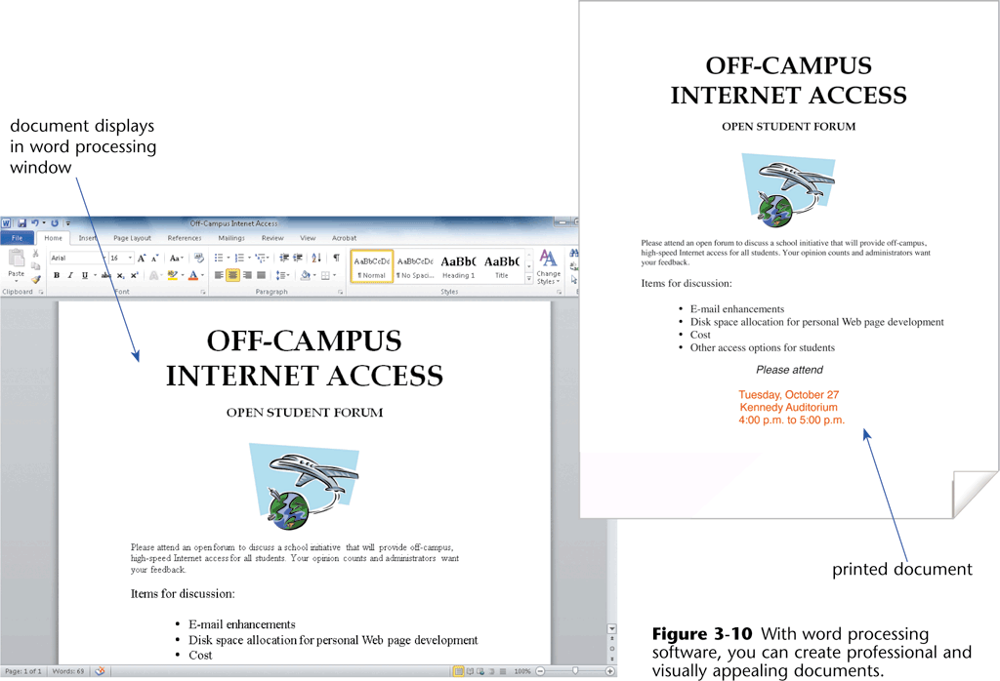 document displays
in word processing
window
Off-Campus Intenet Access
File Home Insert Page Layout References Mailings Review View Acrobat
Arial 16 A A Aa
Paste B I U abc x₂ x² A A
AaBbCcDc AaBbCcDc AaBbC AaBbC
¶ Normal ¶ No Spaci... Heading 1 Title
Change
Styles
Clipboard Font Paragraph Styles
OFF-CAMPUS
INTERNET ACCESS
OPEN STUDENT FORUM
Please attend an open forum to discuss a school initiative that will provide off-campus,
high-speed Internet access for all students. Your opinion counts and administrators want
your feedback.
Items for discussion:
• E-mail enhancements
• Disk space allocation for personal Web page development
• Cost
Page: 1 of 1 Words: 69 100%
OFF-CAMPUS
INTERNET ACCESS
OPEN STUDENT FORUM
Please attend an open forum to discuss a school initiative that will provide off-campus,
high-speed Internet access for all students. Your opinion counts and administrators want
your feedback.
Items for discussion:
• E-mail enhancements
• Disk space allocation for personal Web page development
• Cost
• Other access options for students
Please attend
Tuesday, October 27
Kennedy Auditorium
4:00 p.m. to 5:00 p.m.
printed document
Figure 3-10 With word processing
software, you can create professional and
visually appealing documents.